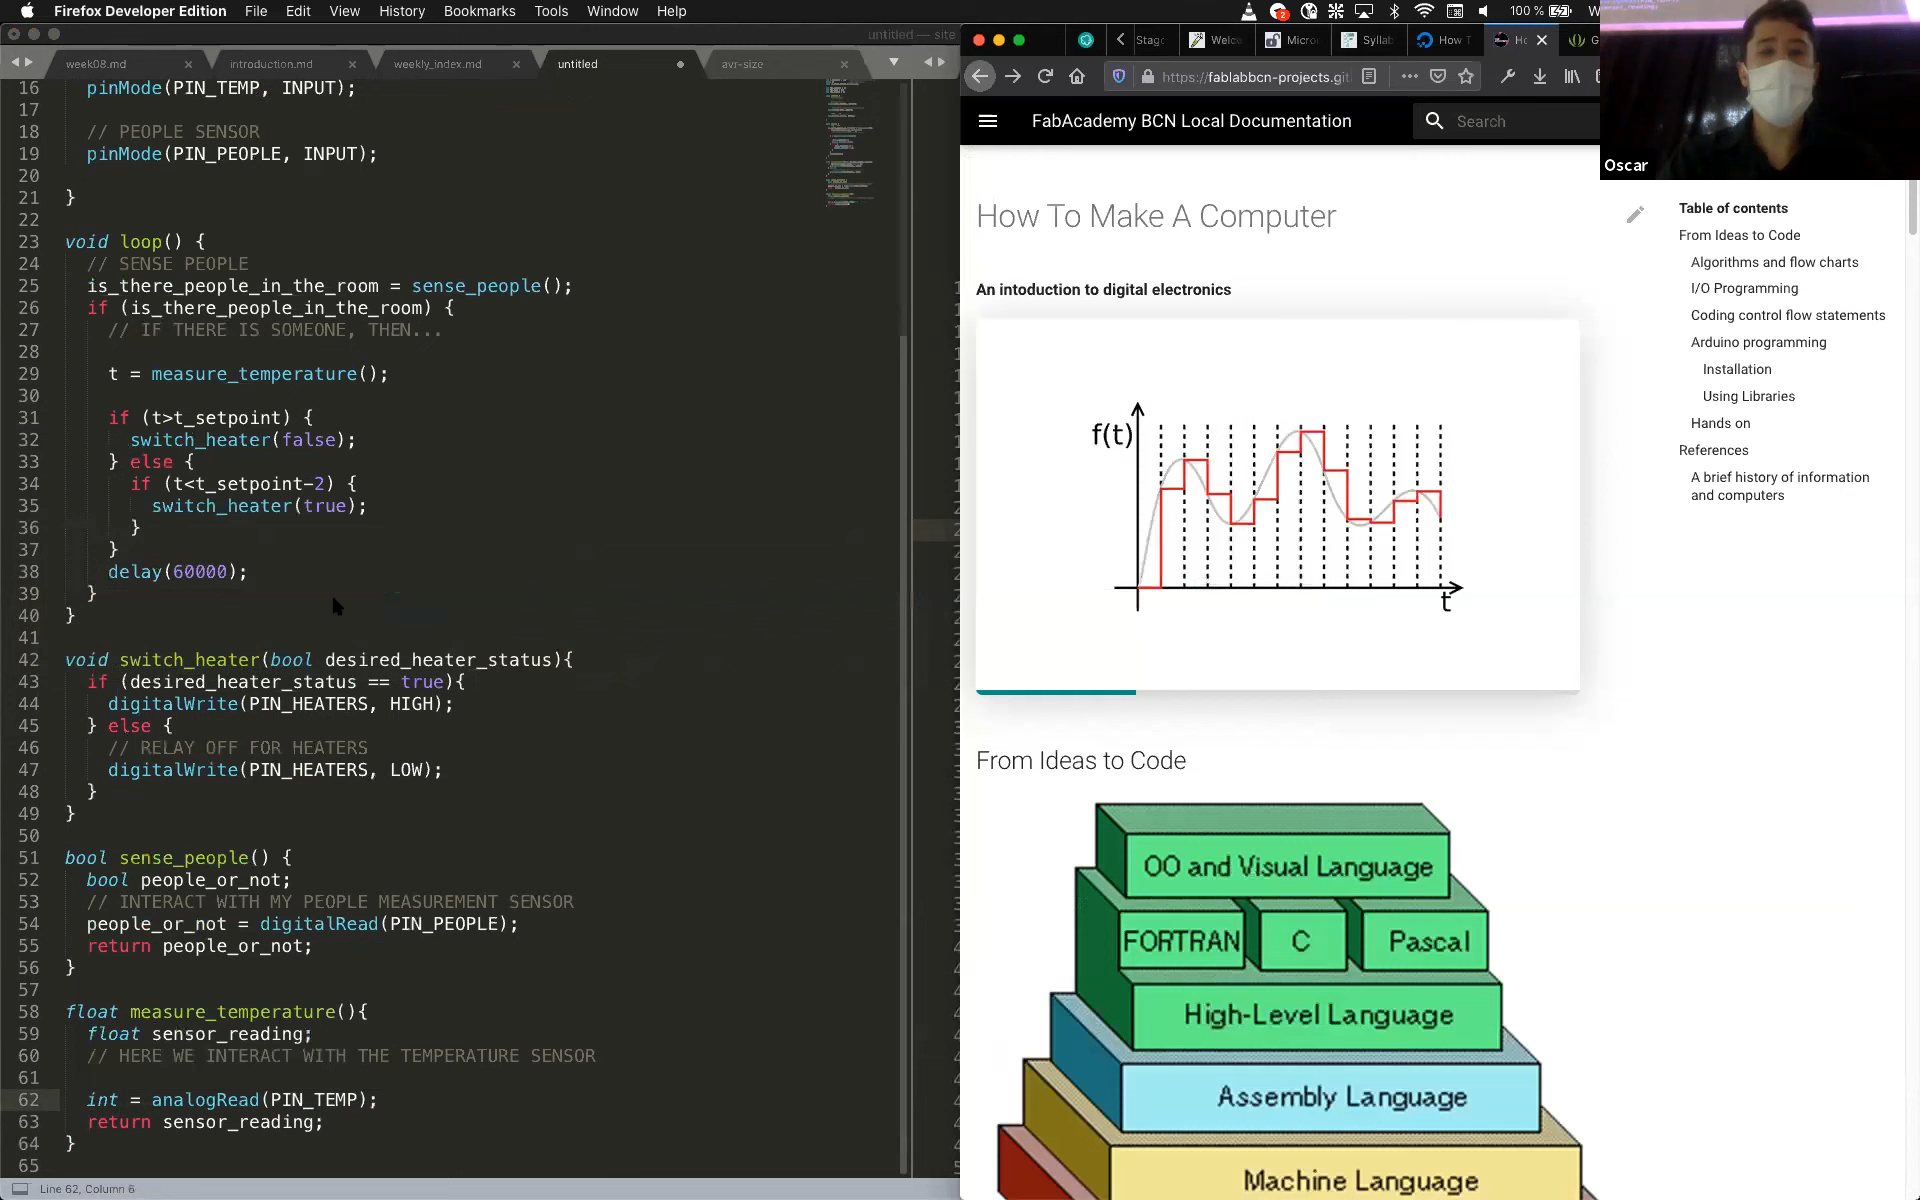 Firefox Developer Edition File Edit View History Bookmarks Tools Window Help
2
100 %
untitled — site
week08.md
introduction.md
weekly_index.md
untitled
avr-size
16 pinMode(PIN_TEMP, INPUT);
17
18 // PEOPLE SENSOR
19 pinMode(PIN_PEOPLE, INPUT);
20
21 }
22
23 void loop() {
24 // SENSE PEOPLE
25 is_there_people_in_the_room = sense_people();
26 if (is_there_people_in_the_room) {
27 // IF THERE IS SOMEONE, THEN...
28
29 t = measure_temperature();
30
31 if (t>t_setpoint) {
32 switch_heater(false);
33 } else {
34 if (t<t_setpoint-2) {
35 switch_heater(true);
36 }
37 }
38 delay(60000);
39 }
40 }
41
42 void switch_heater(bool desired_heater_status){
43 if (desired_heater_status == true){
44 digitalWrite(PIN_HEATERS, HIGH);
45 } else {
46 // RELAY OFF FOR HEATERS
47 digitalWrite(PIN_HEATERS, LOW);
48 }
49 }
50
51 bool sense_people() {
52 bool people_or_not;
53 // INTERACT WITH MY PEOPLE MEASUREMENT SENSOR
54 people_or_not = digitalRead(PIN_PEOPLE);
55 return people_or_not;
56 }
57
58 float measure_temperature(){
59 float sensor_reading;
60 // HERE WE INTERACT WITH THE TEMPERATURE SENSOR
61
62 int = analogRead(PIN_TEMP);
63 return sensor_reading;
64 }
65
Line 62, Column 6
Stag
Welc
Micro
Syllab
How T
Ho
G
https://fablabbcn-projects.git
FabAcademy BCN Local Documentation
Search
Oscar
How To Make A Computer
An intoduction to digital electronics
f(t)
t
From Ideas to Code
OO and Visual Language
FORTRAN
C
Pascal
High-Level Language
Assembly Language
Machine Language
Table of contents
From Ideas to Code
Algorithms and flow charts
I/O Programming
Coding control flow statements
Arduino programming
Installation
Using Libraries
Hands on
References
A brief history of information
and computers